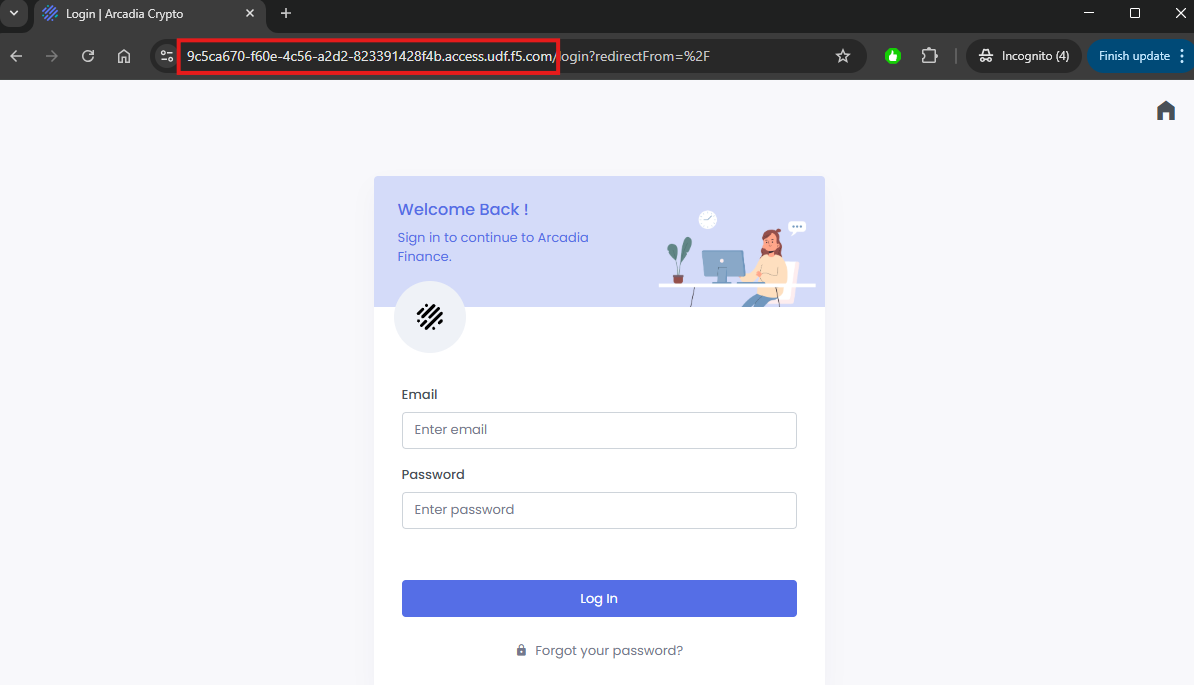 Login | Arcadia Crypto
9c5ca670-f60e-4c56-a2d2-823391428f4b.access.udf.f5.com/login?redirectFrom=%2F
Incognito (4)
Finish update
Welcome Back !
Sign in to continue to Arcadia
Finance.
Email
Enter email
Password
Enter password
Log In
Forgot your password?